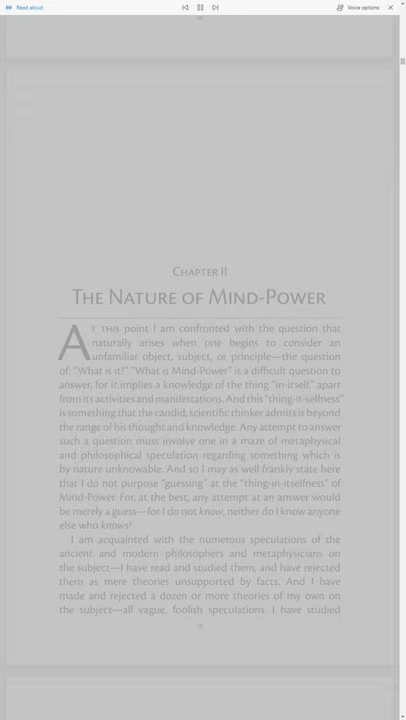 Read aloud
Voice options
CHAPTER II
THE NATURE OF MIND-POWER
AT THIS point I am confronted with the question that
naturally arises when one begins to consider an
unfamiliar object, subject, or principle—the question
of: "What is it?" "What is Mind-Power" is a difficult question to
answer, for it implies a knowledge of the thing "in-itself," apart
from its activities and manifestations. And this "thing-it-selfness"
is something that the candid, scientific thinker admits is beyond
the range of his thought and knowledge. Any attempt to answer
such a question must involve one in a maze of metaphysical
and philosophical speculation regarding something which is
by nature unknowable. And so I may as well frankly state here
that I do not purpose "guessing" at the "thing-in-itselfness" of
Mind-Power. For, at the best, any attempt at an answer would
be merely a guess—for I do not know, neither do I know anyone
else who knows!
I am acquainted with the numerous speculations of the
ancient and modern philosophers and metaphysicians on
the subject—I have read and studied them, and have rejected
them as mere theories unsupported by facts. And I have
made and rejected a dozen or more theories of my own on
the subject—all vague, foolish speculations. I have studied